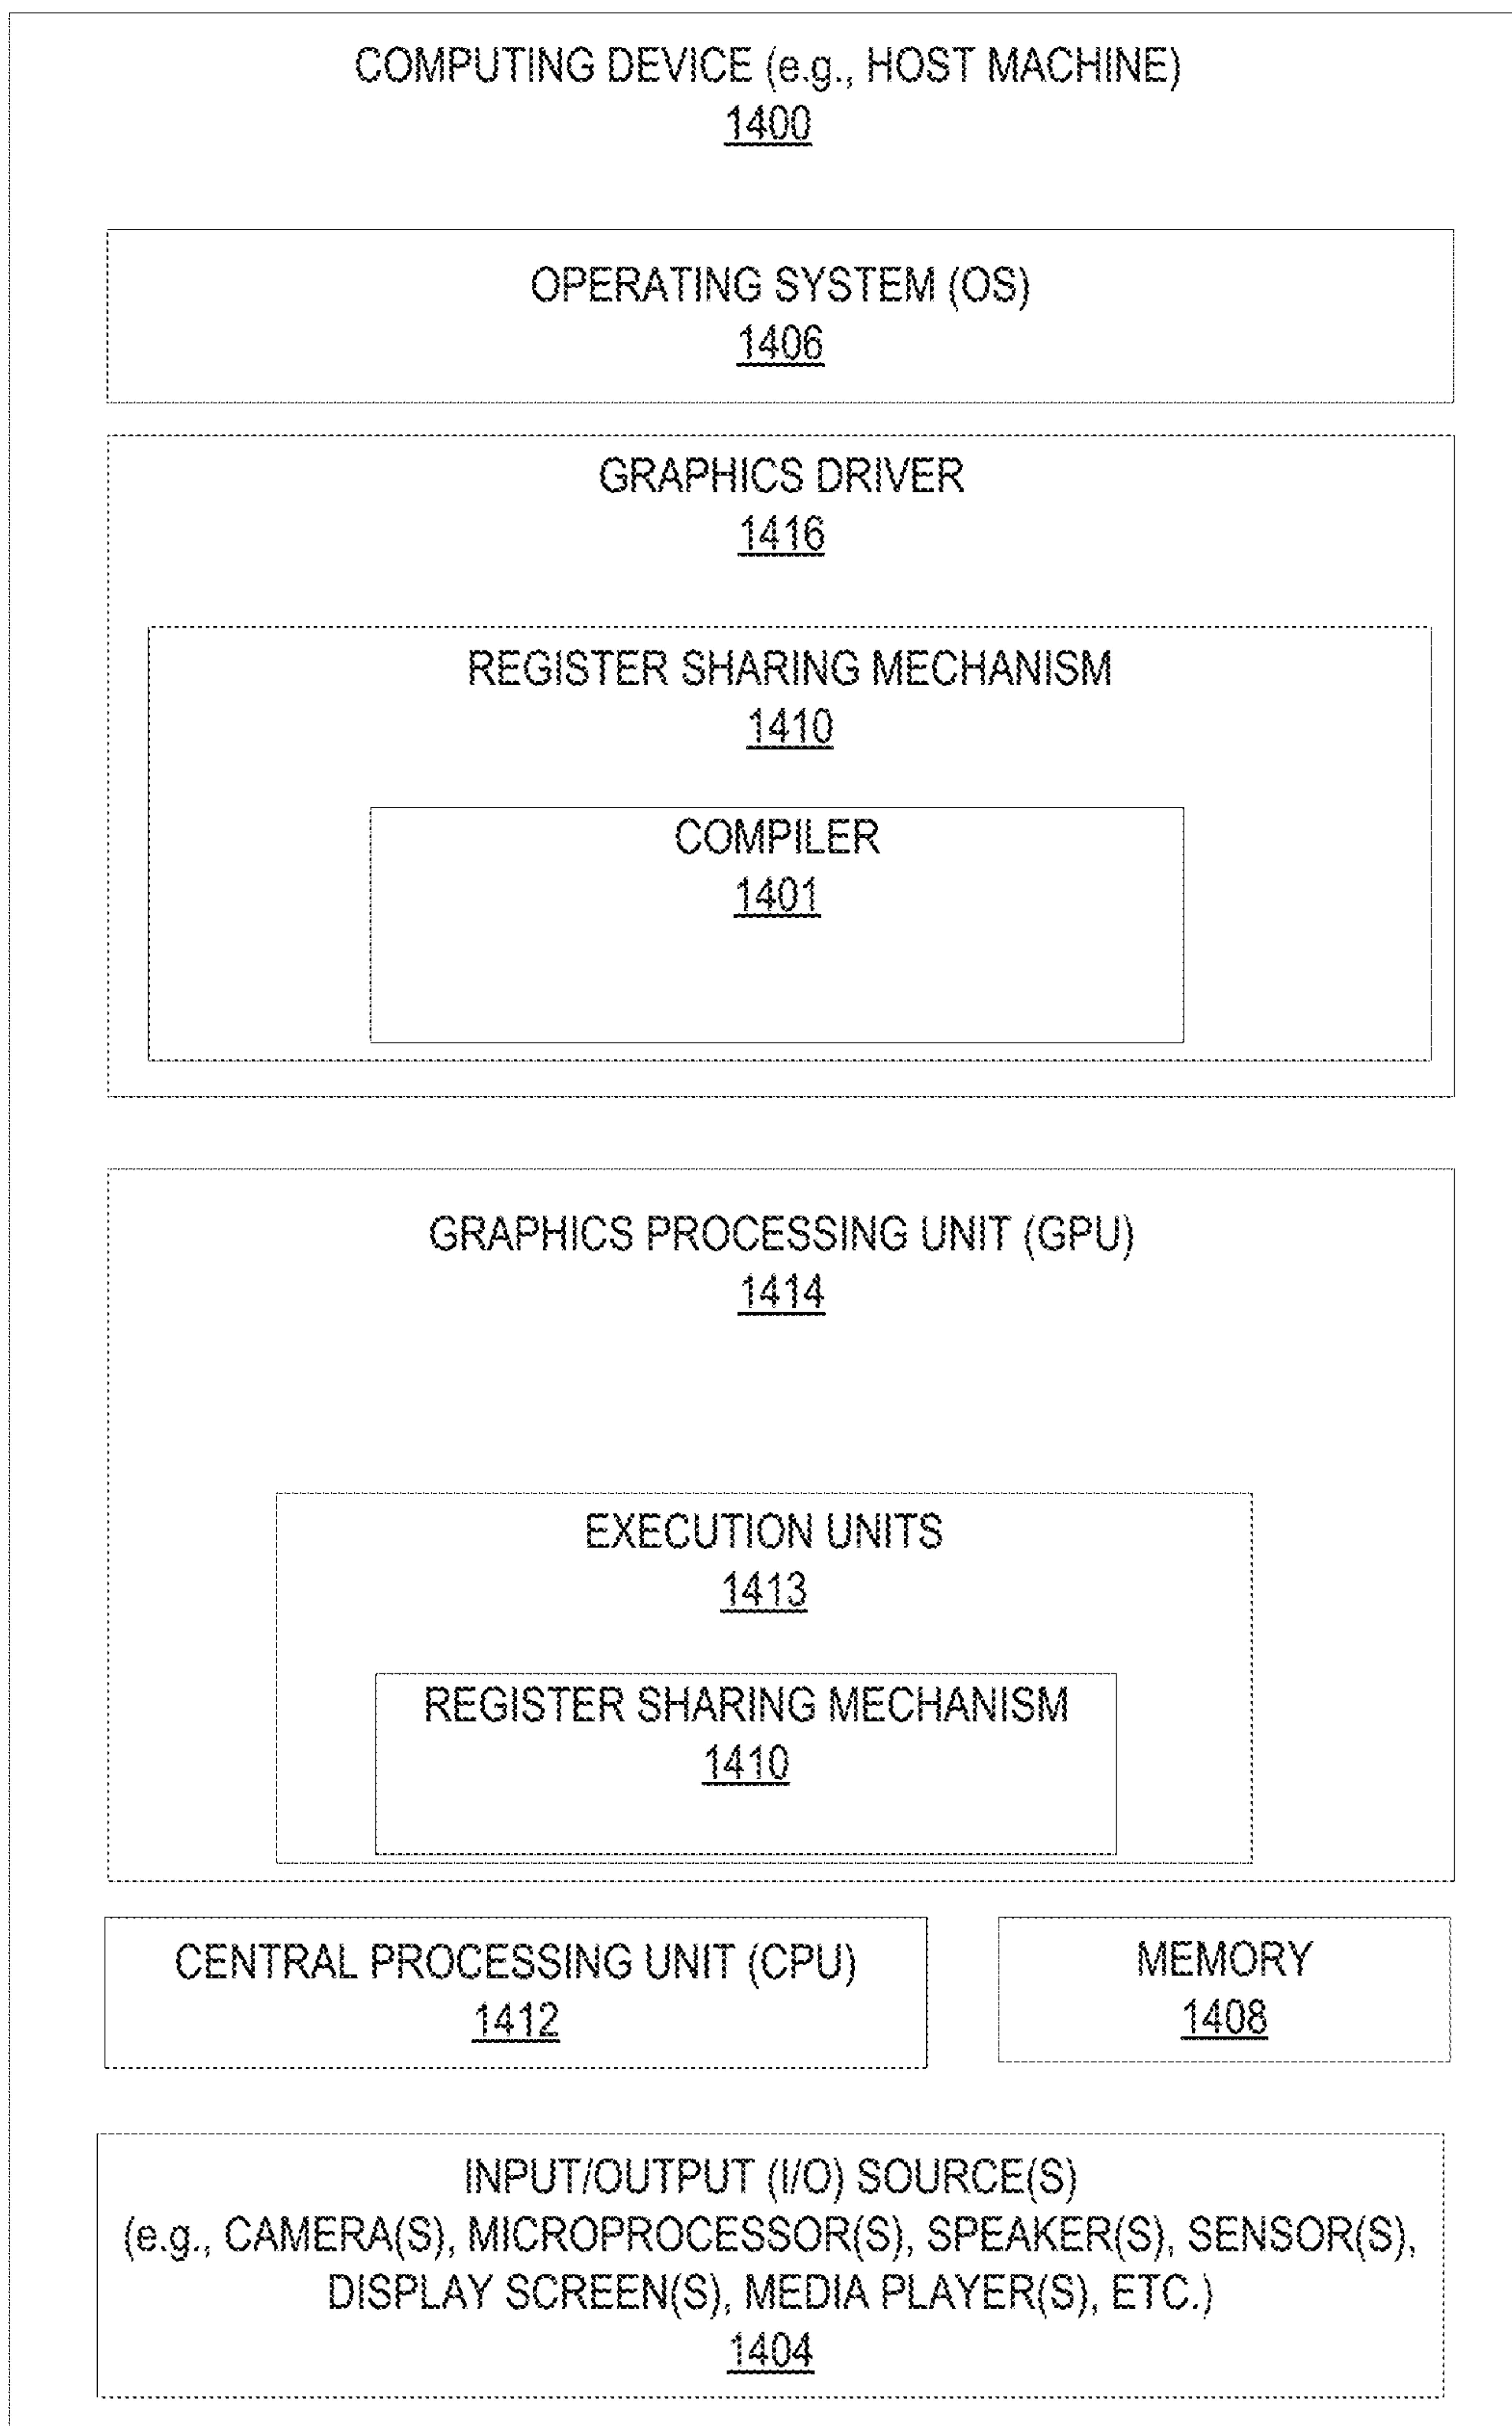 COMPUTING DEVICE (e.g., HOST MACHINE)
1400
OPERATING SYSTEM (OS)
1406
GRAPHICS DRIVER
1416
REGISTER SHARING MECHANISM
1410
COMPILER
1401
GRAPHICS PROCESSING UNIT (GPU)
1414
EXECUTION UNITS
1413
REGISTER SHARING MECHANISM
1410
CENTRAL PROCESSING UNIT (CPU)
1412
MEMORY
1408
INPUT/OUTPUT (I/O) SOURCE(S)
(e.g., CAMERA(S), MICROPROCESSOR(S), SPEAKER(S), SENSOR(S),
DISPLAY SCREEN(S), MEDIA PLAYER(S), ETC.)
1404